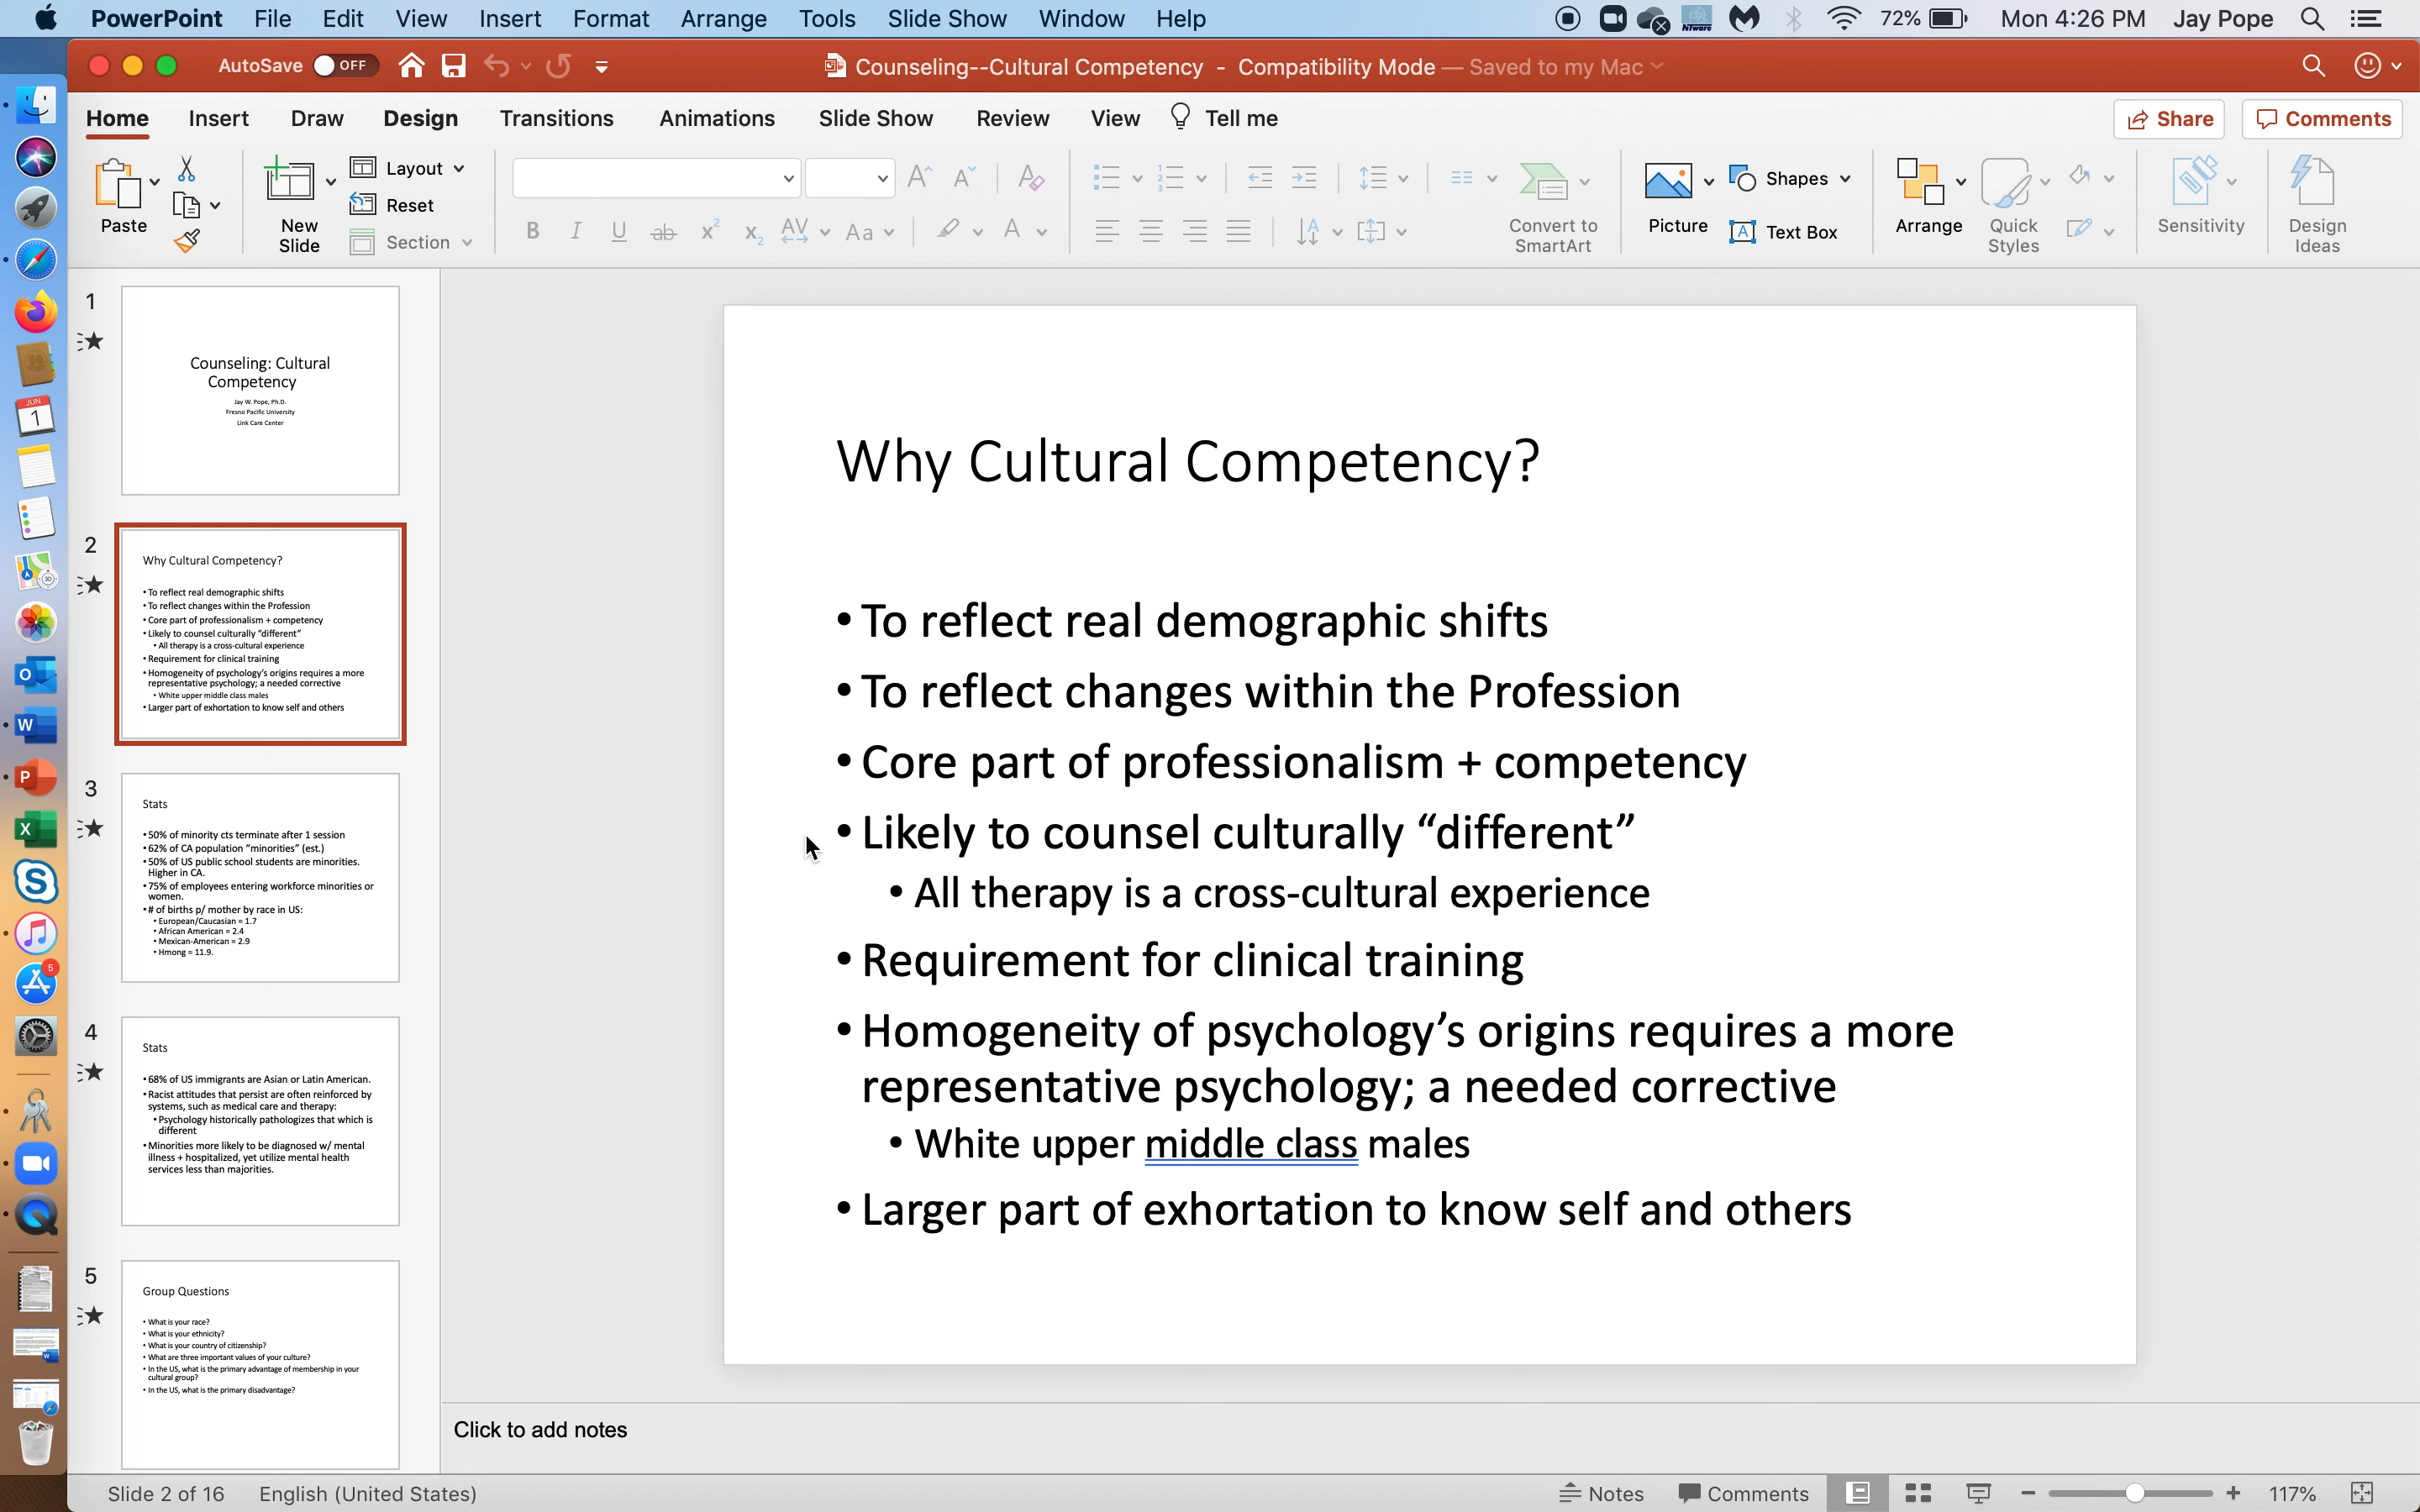 PowerPoint File Edit View Insert Format Arrange Tools Slide Show Window Help NTware 72% Mon 4:26 PM Jay Pope
AutoSave OFF Counseling--Cultural Competency - Compatibility Mode — Saved to my Mac
Home Insert Draw Design Transitions Animations Slide Show Review View Tell me Share Comments
Paste New Slide Layout Reset Section
Convert to SmartArt Picture Shapes Text Box Arrange Quick Styles Sensitivity Design Ideas
1
Counseling: Cultural
Competency
Jay W. Pope, Ph.D.
Fresno Pacific University
Link Care Center
2
Why Cultural Competency?
• To reflect real demographic shifts
• To reflect changes within the Profession
• Core part of professionalism + competency
• Likely to counsel culturally “different”
• All therapy is a cross-cultural experience
• Requirement for clinical training
• Homogeneity of psychology’s origins requires a more
representative psychology; a needed corrective
• White upper middle class males
• Larger part of exhortation to know self and others
3
Stats
• 50% of minority cts terminate after 1 session
• 62% of CA population “minorities” (est.)
• 50% of US public school students are minorities.
Higher in CA.
• 75% of employees entering workforce minorities or
women.
• # of births p/ mother by race in US:
• European/Caucasian = 1.7
• African American = 2.4
• Mexican-American = 2.9
• Hmong = 11.9.
4
Stats
• 68% of US immigrants are Asian or Latin American.
• Racist attitudes that persist are often reinforced by
systems, such as medical care and therapy:
• Psychology historically pathologizes that which is
different
• Minorities more likely to be diagnosed w/ mental
illness + hospitalized, yet utilize mental health
services less than majorities.
5
Group Questions
• What is your race?
• What is your ethnicity?
• What is your country of citizenship?
• What are three important values of your culture?
• In the US, what is the primary advantage of membership in your
cultural group?
• In the US, what is the primary disadvantage?
Why Cultural Competency?
• To reflect real demographic shifts
• To reflect changes within the Profession
• Core part of professionalism + competency
• Likely to counsel culturally “different”
• All therapy is a cross-cultural experience
• Requirement for clinical training
• Homogeneity of psychology’s origins requires a more
representative psychology; a needed corrective
• White upper middle class males
• Larger part of exhortation to know self and others
Click to add notes
Slide 2 of 16 English (United States) Notes Comments 117%
JUN
1
5